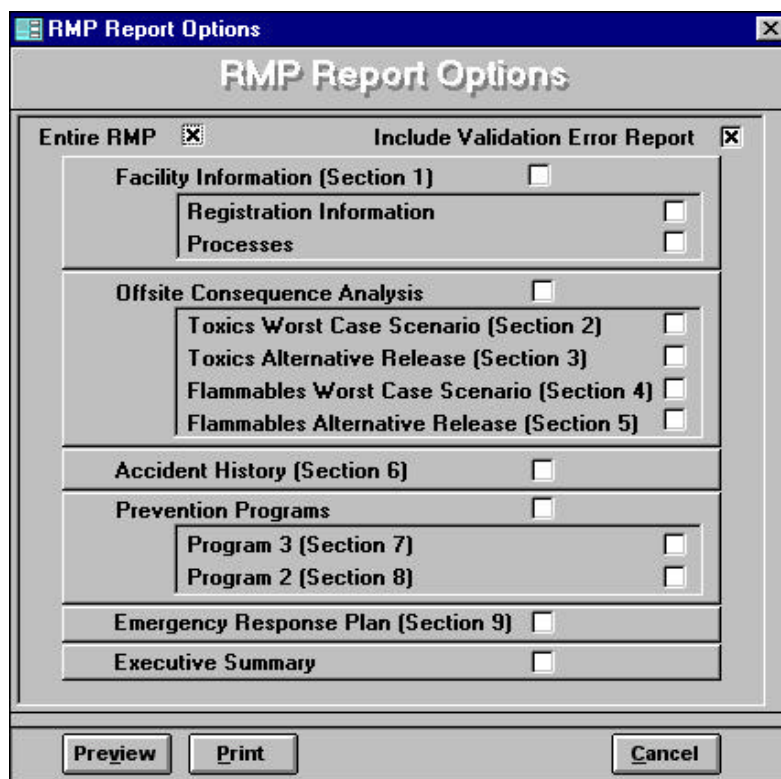 RMP Report Options
RMP Report Options
Entire RMP Include Validation Error Report
Facility Information (Section 1)
Registration Information
Processes
Offsite Consequence Analysis
Toxics Worst Case Scenario (Section 2)
Toxics Alternative Release (Section 3)
Flammables Worst Case Scenario (Section 4)
Flammables Alternative Release (Section 5)
Accident History (Section 6)
Prevention Programs
Program 3 (Section 7)
Program 2 (Section 8)
Emergency Response Plan (Section 9)
Executive Summary
Preview Print Cancel